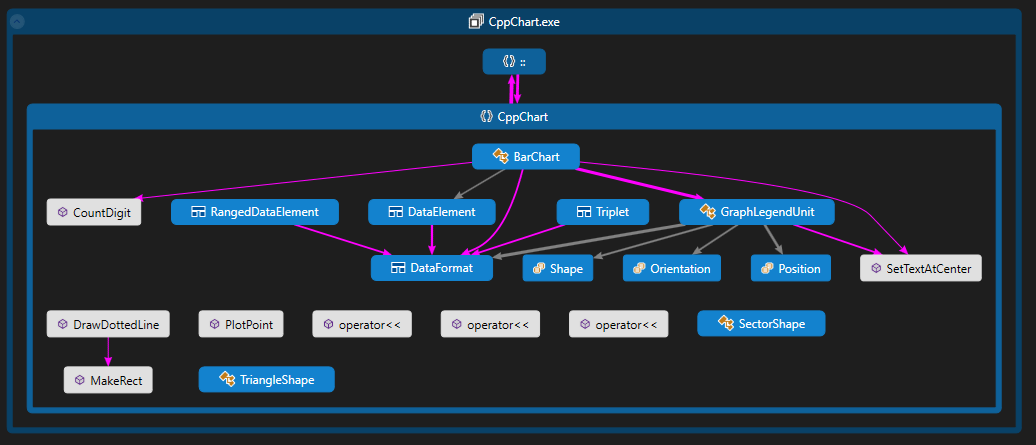 CppChart.exe
::
CppChart
BarChart
CountDigit
RangedDataElement
DataElement
Triplet
GraphLegendUnit
DataFormat
Shape
Orientation
Position
SetTextAtCenter
DrawDottedLine
PlotPoint
operator<<
operator<<
operator<<
SectorShape
MakeRect
TriangleShape